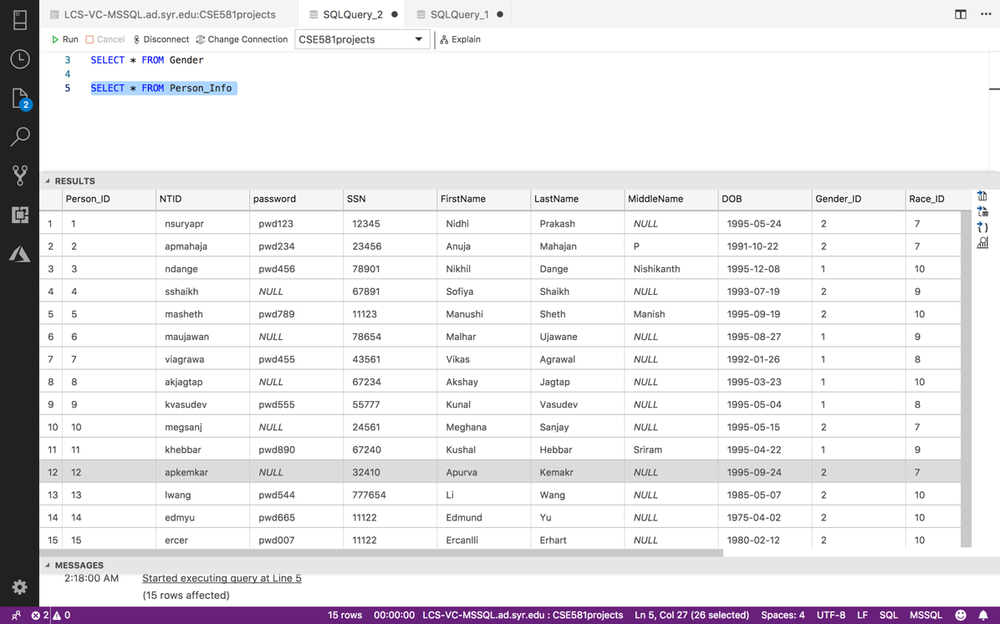 LCS-VC-MSSQL.ad.syr.edu:CSE581projects SQLQuery_2 SQLQuery_1
Run Cancel Disconnect Change Connection CSE581projects Explain
3 SELECT * FROM Gender
4
5 SELECT * FROM Person_Info
2
RESULTS
Person_ID NTID password SSN FirstName LastName MiddleName DOB Gender_ID Race_ID
1 1 nsuryapr pwd123 12345 Nidhi Prakash NULL 1995-05-24 2 7
2 2 apmahaja pwd234 23456 Anuja Mahajan P 1991-10-22 2 7
3 3 ndange pwd456 78901 Nikhil Dange Nishikanth 1995-12-08 1 10
4 4 sshaikh NULL 67891 Sofiya Shaikh NULL 1993-07-19 2 9
5 5 masheth pwd789 11123 Manushi Sheth Manish 1995-09-19 2 10
6 6 maujawan NULL 78654 Malhar Ujawane NULL 1995-08-27 1 9
7 7 viagrawa pwd455 43561 Vikas Agrawal NULL 1992-01-26 1 8
8 8 akjagtap NULL 67234 Akshay Jagtap NULL 1995-03-23 1 10
9 9 kvasudev pwd555 55777 Kunal Vasudev NULL 1995-05-04 1 8
10 10 megsanj NULL 24561 Meghana Sanjay NULL 1995-05-15 2 7
11 11 khebbar pwd890 67240 Kushal Hebbar Sriram 1995-04-22 1 9
12 12 apkemkar NULL 32410 Apurva Kemakr NULL 1995-09-24 2 7
13 13 lwang pwd544 777654 Li Wang NULL 1985-05-07 2 10
14 14 edmyu pwd665 11122 Edmund Yu NULL 1975-04-02 2 10
15 15 ercer pwd007 11122 Ercanlli Erhart NULL 1980-02-12 2 10
MESSAGES
2:18:00 AM Started executing query at Line 5
(15 rows affected)
2 0 15 rows 00:00:00 LCS-VC-MSSQL.ad.syr.edu : CSE581projects Ln 5, Col 27 (26 selected) Spaces: 4 UTF-8 LF SQL MSSQL